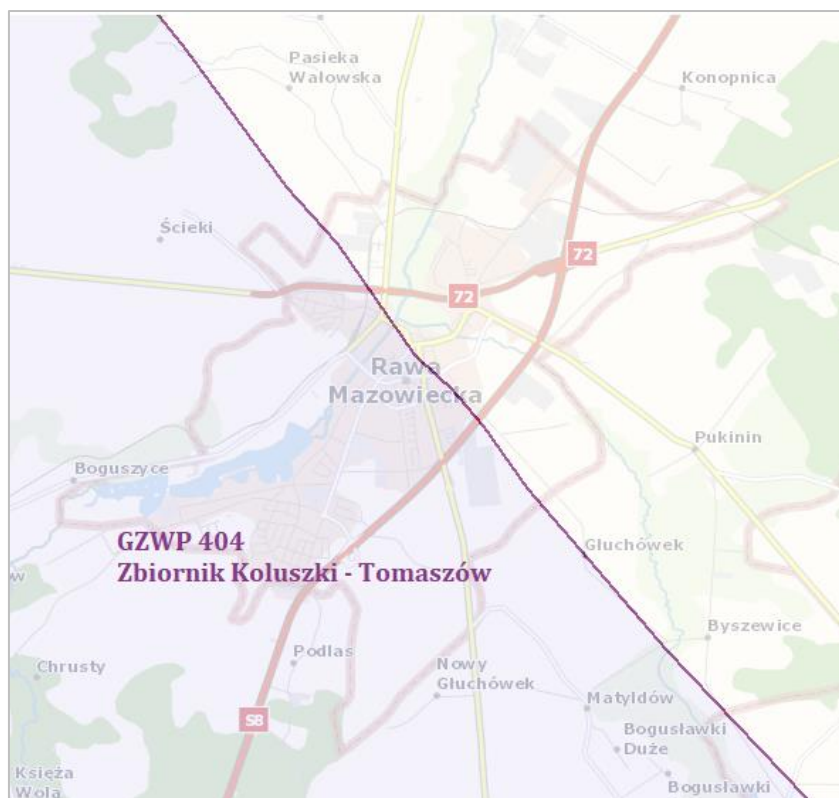 Pasieka
Wałowska
Konopnica
Ścieki
72
72
Rawa
Mazowiecka
Pukinin
Boguszyce
GZWP 404
Zbiornik Koluszki - Tomaszów
Głuchówek
w
Byszewice
Podlas
Chrusty
Nowy
Głuchówek
Matyldów
S8
Bogusławki
Duże
Księża
Wola
Bogusławki